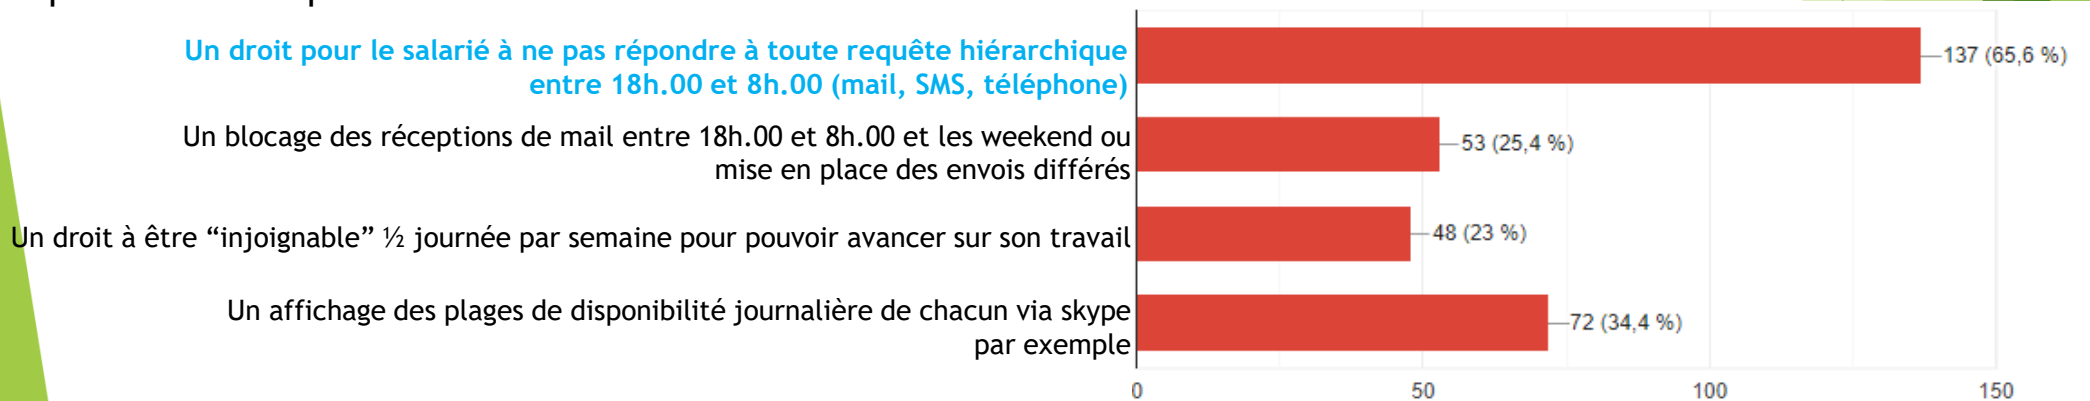 Un droit pour le salarié à ne pas répondre à toute requête hiérarchique
entre 18h.00 et 8h.00 (mail, SMS, téléphone)
137 (65,6 %)
Un blocage des réceptions de mail entre 18h.00 et 8h.00 et les weekend ou
mise en place des envois différés
53 (25,4 %)
Un droit à être “injoignable” ½ journée par semaine pour pouvoir avancer sur son travail
48 (23 %)
Un affichage des plages de disponibilité journalière de chacun via skype
par exemple
72 (34,4 %)
0 50 100 150